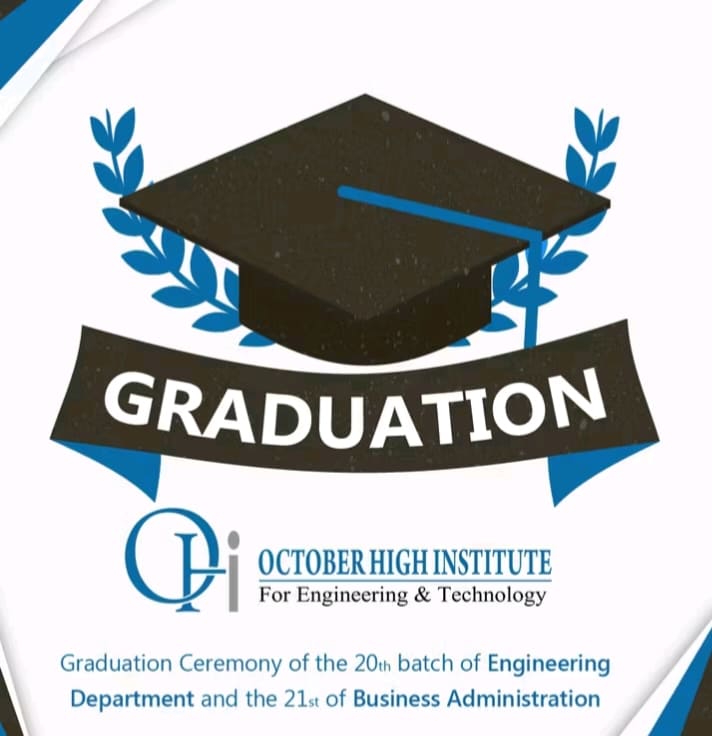 GRADUATION
OHi
OCTOBER HIGH INSTITUTE
For Engineering & Technology
Graduation Ceremony of the 20th batch of Engineering
Department and the 21st of Business Administration